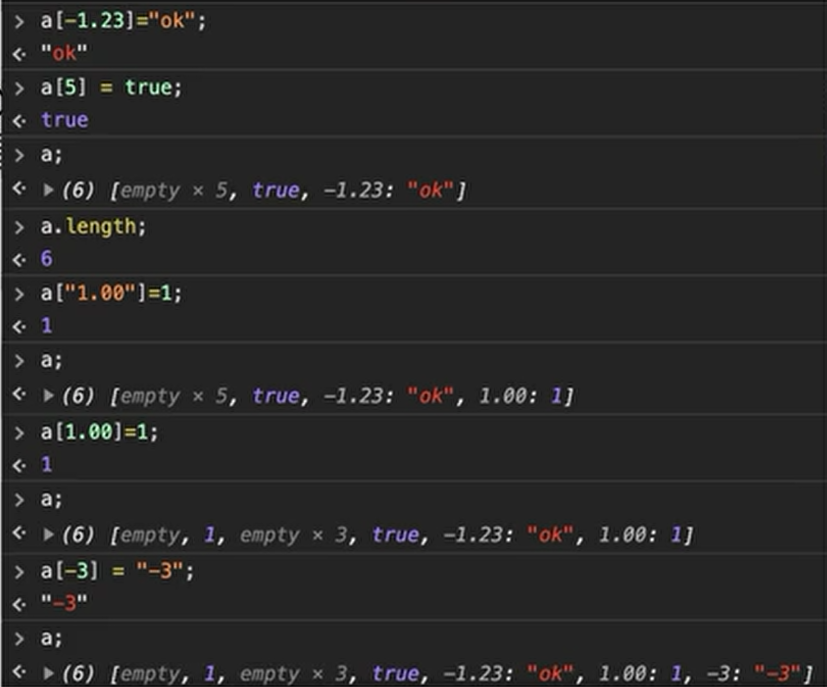 > a[-1.23]="ok";
<· "ok"
> a[5] = true;
<· true
> a;
<· ▶(6) [empty × 5, true, -1.23: "ok"]
> a.length;
<· 6
> a["1.00"]=1;
<· 1
> a;
<· ▶(6) [empty × 5, true, -1.23: "ok", 1.00: 1]
> a[1.00]=1;
<· 1
> a;
<· ▶(6) [empty, 1, empty × 3, true, -1.23: "ok", 1.00: 1]
> a[-3] = "-3";
<· "-3"
> a;
<· ▶(6) [empty, 1, empty × 3, true, -1.23: "ok", 1.00: 1, -3: "-3"]